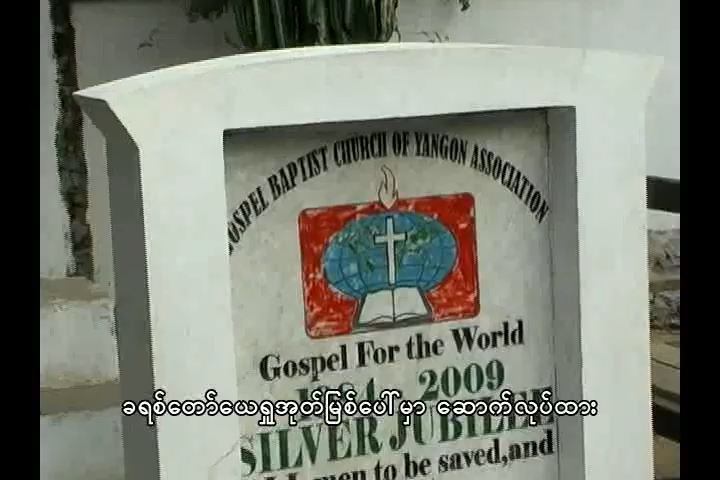 GOSPEL BAPTIST CHURCH OF YANGON ASSOCIATION
Gospel For the World
2009
SILVER JUBILEE
men to be saved, and
ခရစ်တော်ယေရှုအုတ်မြစ်ပေါ်မှာ ဆောက်လုပ်ထား